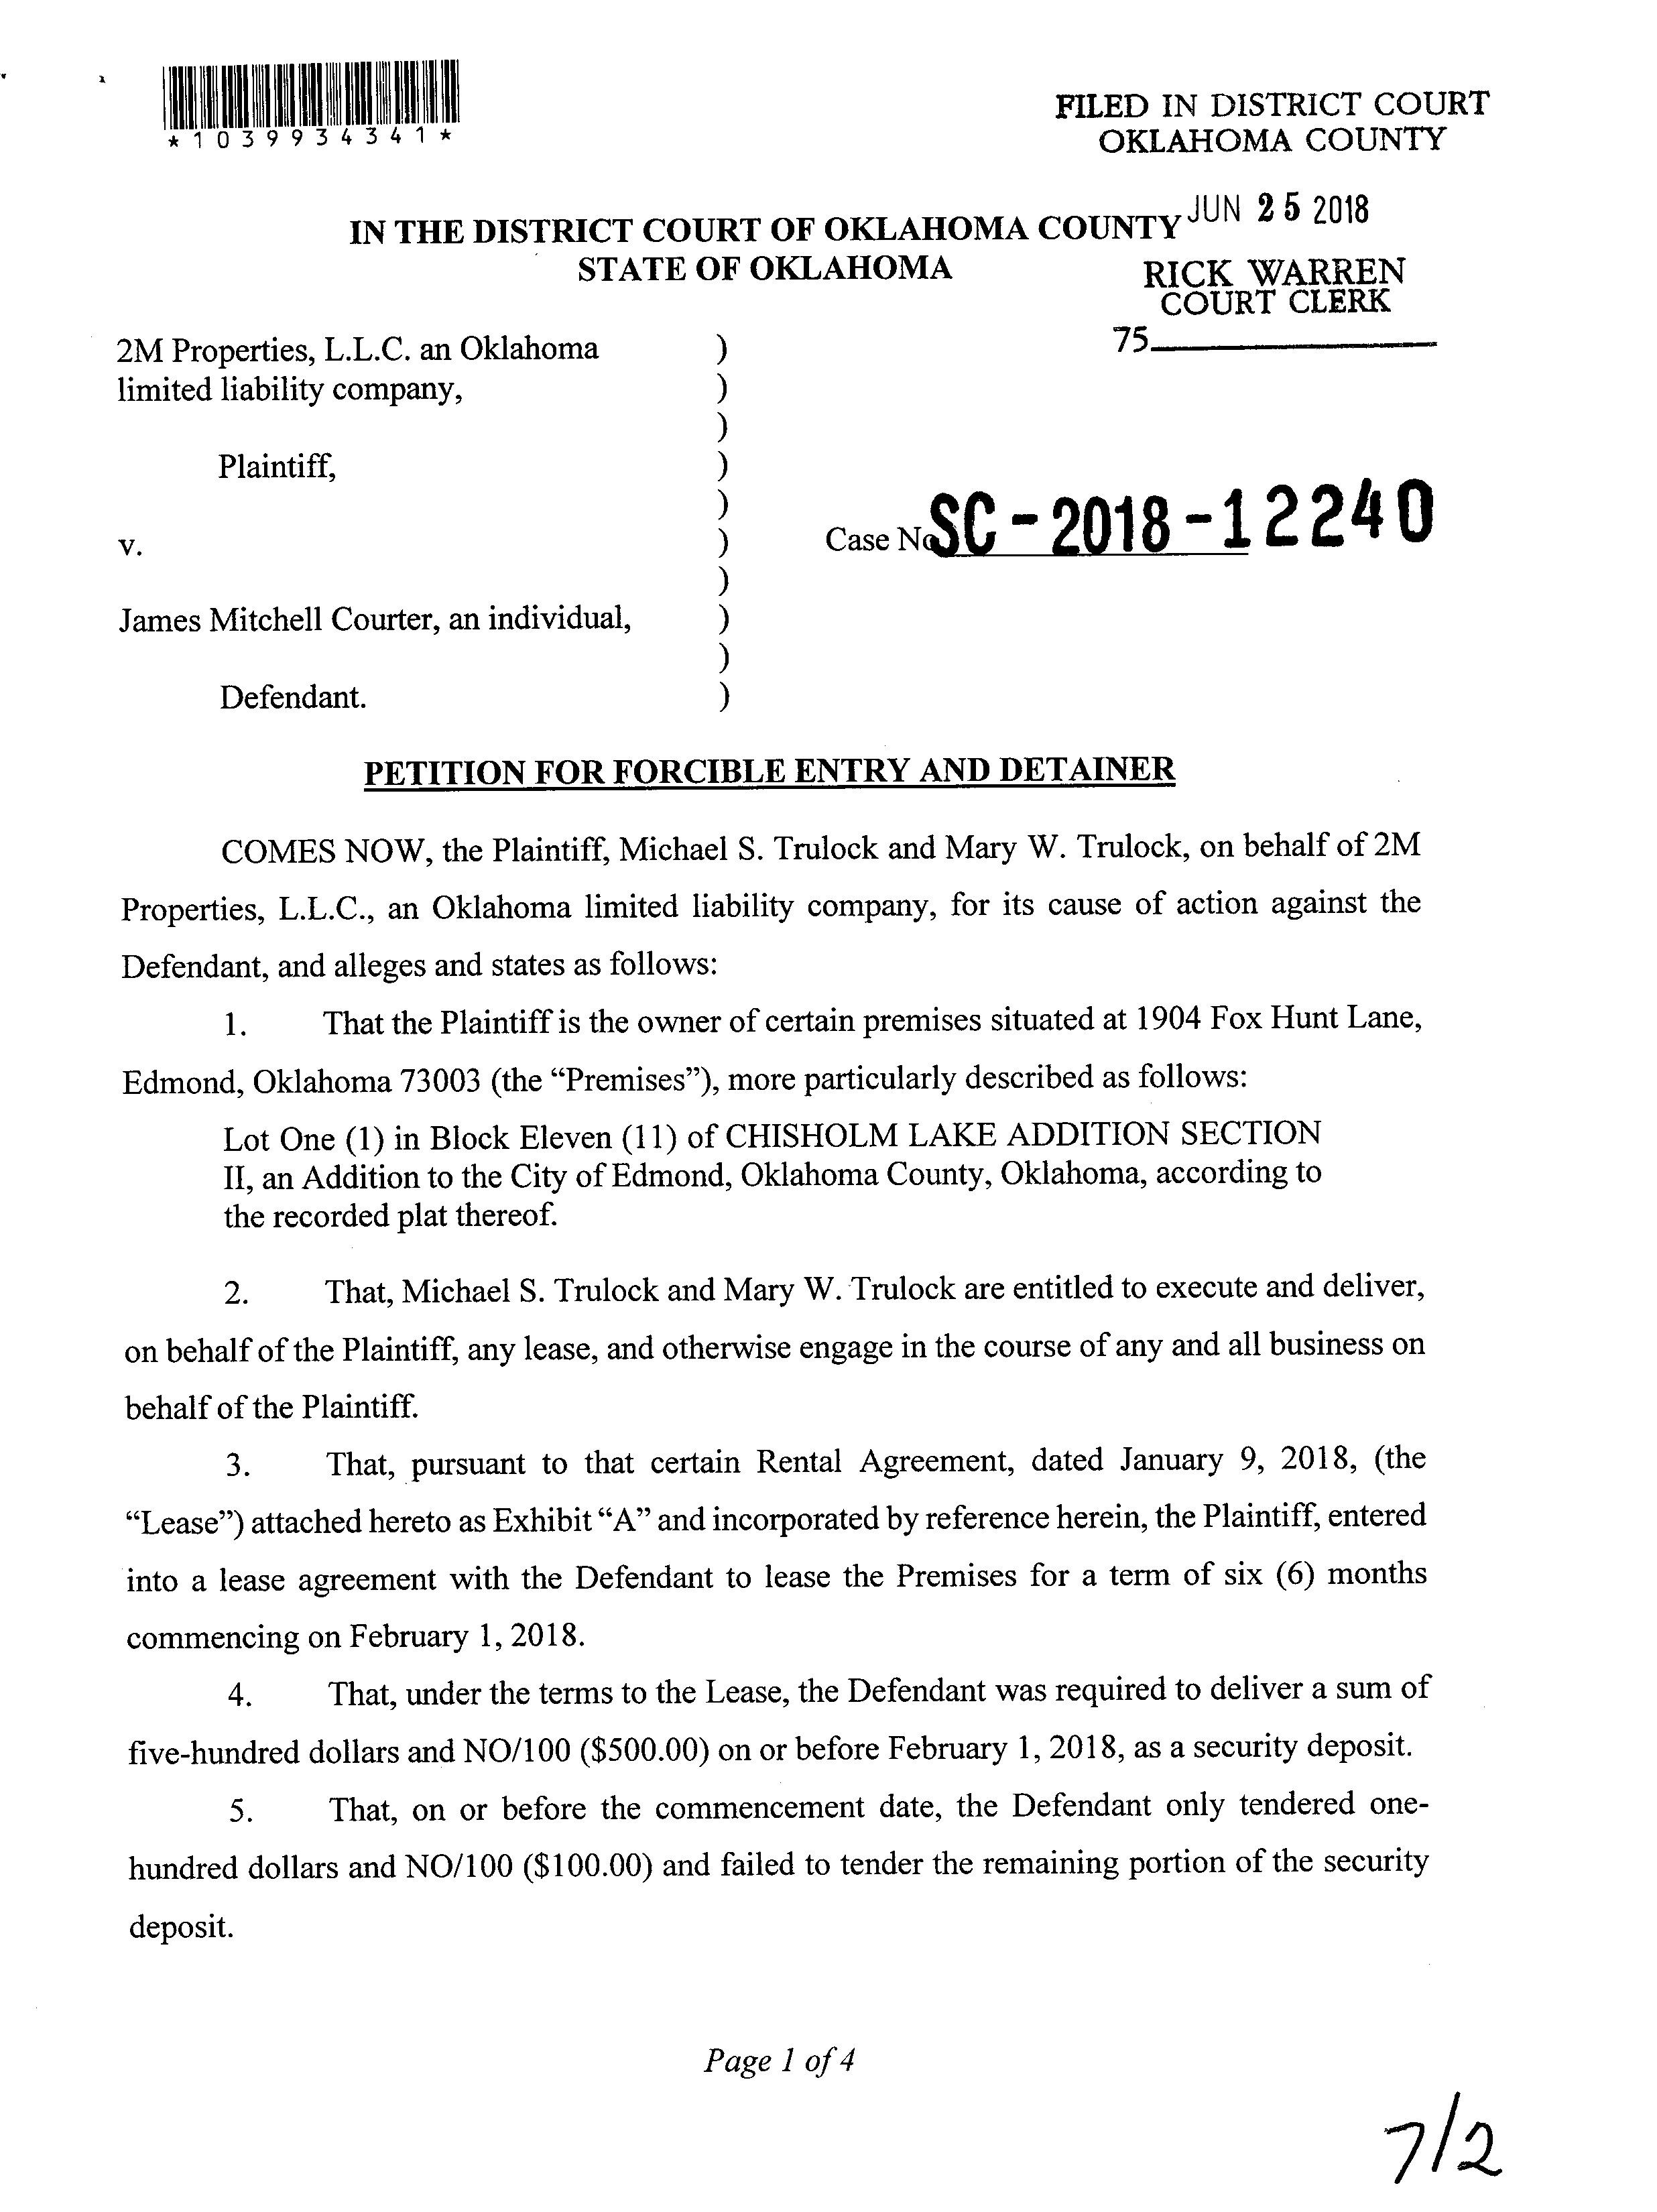 *1039934341*
FILED IN DISTRICT COURT
OKLAHOMA COUNTY
JUN 25 2018
IN THE DISTRICT COURT OF OKLAHOMA COUNTY
STATE OF OKLAHOMA
RICK WARREN
COURT CLERK
75
2M Properties, L.L.C. an Oklahoma )
limited liability company, )
)
Plaintiff, )
)
v. ) Case No SC-2018-12240
)
James Mitchell Courter, an individual, )
)
Defendant. )
PETITION FOR FORCIBLE ENTRY AND DETAINER
COMES NOW, the Plaintiff, Michael S. Trulock and Mary W. Trulock, on behalf of 2M
Properties, L.L.C., an Oklahoma limited liability company, for its cause of action against the
Defendant, and alleges and states as follows:
1. That the Plaintiff is the owner of certain premises situated at 1904 Fox Hunt Lane,
Edmond, Oklahoma 73003 (the “Premises”), more particularly described as follows:
Lot One (1) in Block Eleven (11) of CHISHOLM LAKE ADDITION SECTION
II, an Addition to the City of Edmond, Oklahoma County, Oklahoma, according to
the recorded plat thereof.
2. That, Michael S. Trulock and Mary W. Trulock are entitled to execute and deliver,
on behalf of the Plaintiff, any lease, and otherwise engage in the course of any and all business on
behalf of the Plaintiff.
3. That, pursuant to that certain Rental Agreement, dated January 9, 2018, (the
“Lease”) attached hereto as Exhibit “A” and incorporated by reference herein, the Plaintiff, entered
into a lease agreement with the Defendant to lease the Premises for a term of six (6) months
commencing on February 1, 2018.
4. That, under the terms to the Lease, the Defendant was required to deliver a sum of
five-hundred dollars and NO/100 ($500.00) on or before February 1, 2018, as a security deposit.
5. That, on or before the commencement date, the Defendant only tendered one-
hundred dollars and NO/100 ($100.00) and failed to tender the remaining portion of the security
deposit.
Page 1 of 4
7/2